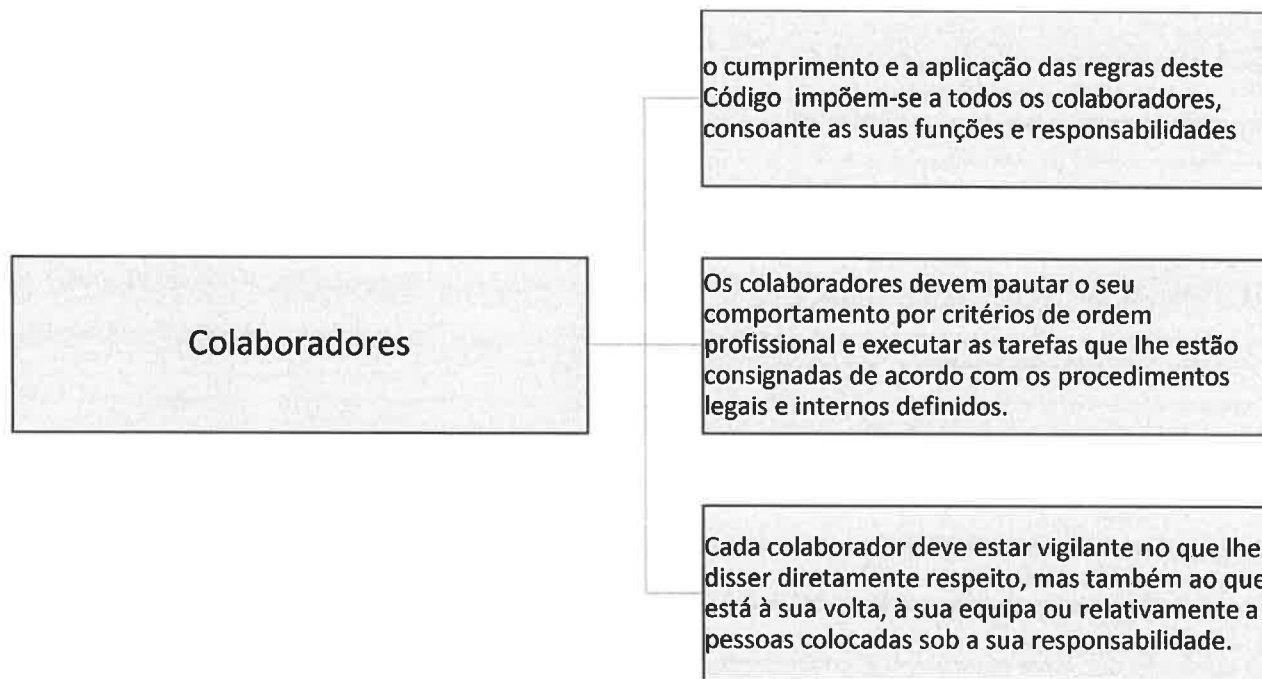 o cumprimento e a aplicação das regras deste
Código impõem-se a todos os colaboradores,
consoante as suas funções e responsabilidades
Colaboradores
Os colaboradores devem pautar o seu
comportamento por critérios de ordem
profissional e executar as tarefas que lhe estão
consignadas de acordo com os procedimentos
legais e internos definidos.
Cada colaborador deve estar vigilante no que lhe
disser diretamente respeito, mas também ao que
está à sua volta, à sua equipa ou relativamente a
pessoas colocadas sob a sua responsabilidade.